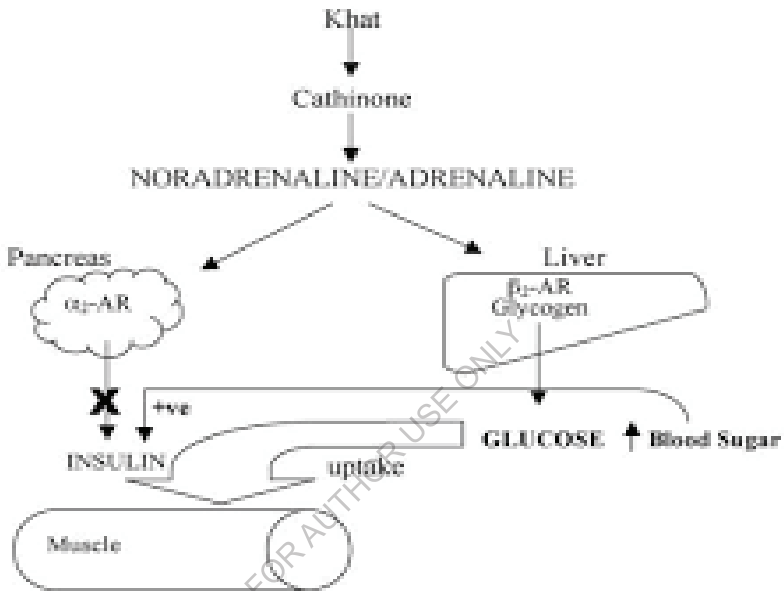 Khat
Cathinone
NORADRENALINE/ADRENALINE
Pancreas
Liver
α₂-AR
β₂-AR
Glycogen
+ve
INSULIN
GLUCOSE
Blood Sugar
uptake
Muscle
FOR AUTHOR USE ONLY